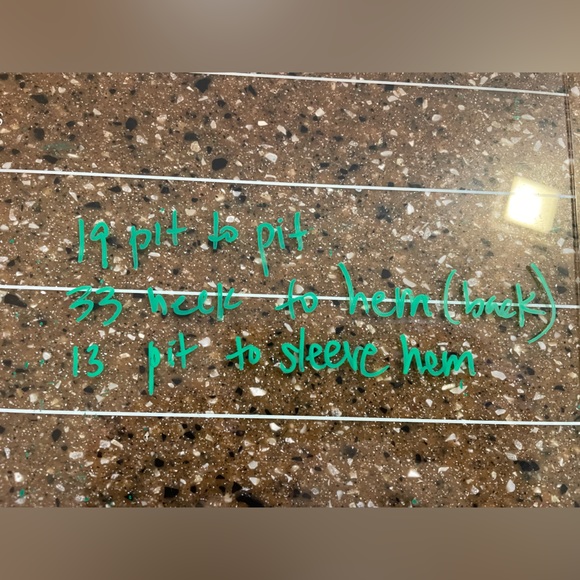 19 pit to pit
33 neck to hem (back)
13 pit to sleeve hem